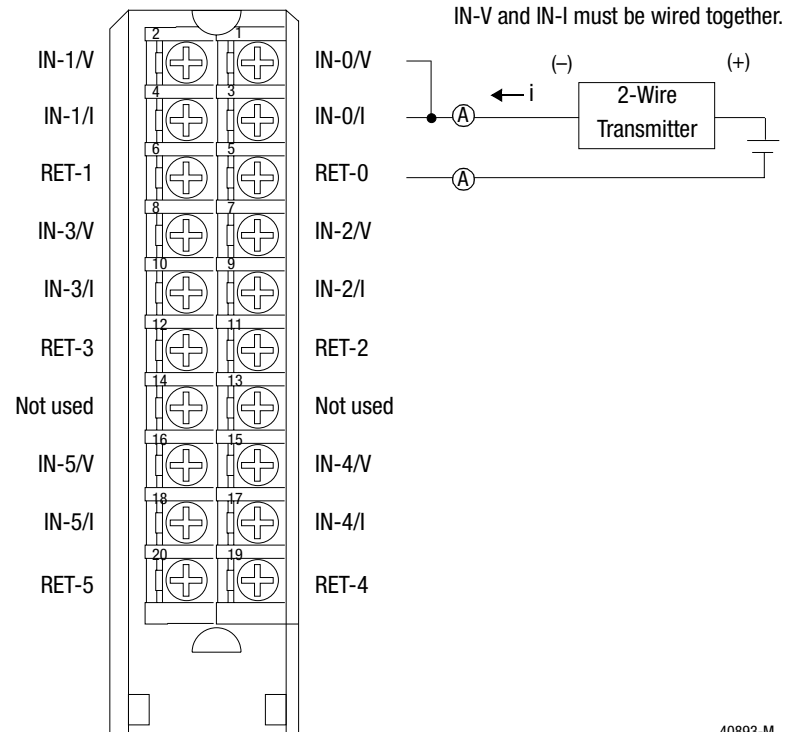 IN-V and IN-I must be wired together.
2 1
IN-1/V IN-0/V
(–) (+)
i
4 3
IN-1/I IN-0/I
A
2-Wire
Transmitter
6 5
RET-1 RET-0
A
8 7
IN-3/V IN-2/V
10 9
IN-3/I IN-2/I
12 11
RET-3 RET-2
14 13
Not used Not used
16 15
IN-5/V IN-4/V
18 17
IN-5/I IN-4/I
20 19
RET-5 RET-4
40893-M